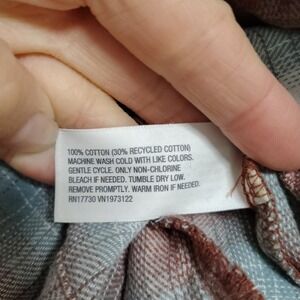 100% COTTON (30% RECYCLED COTTON)
MACHINE WASH COLD WITH LIKE COLORS.
GENTLE CYCLE. ONLY NON-CHLORINE
BLEACH IF NEEDED. TUMBLE DRY LOW.
REMOVE PROMPTLY. WARM IRON IF NEEDED.
RN17730 VN1973122